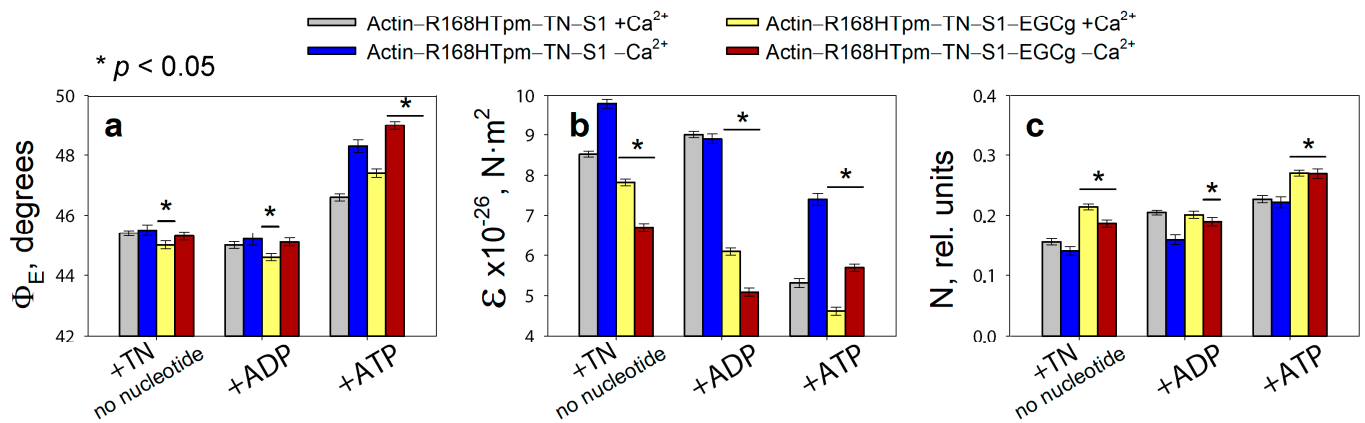 Actin–R168HTpm–TN–S1 +Ca²⁺
Actin–R168HTpm–TN–S1–EGCg +Ca²⁺
Actin–R168HTpm–TN–S1 –Ca²⁺
Actin–R168HTpm–TN–S1–EGCg –Ca²⁺
* p < 0.05
a
Φ_E, degrees
50
48
46
44
42
*
*
*
+TN
no nucleotide
+ADP
+ATP
b
ε x10⁻²⁶, N·m²
10
9
8
7
6
5
4
*
*
*
+TN
no nucleotide
+ADP
+ATP
c
N, rel. units
0.4
0.3
0.2
0.1
0.0
*
*
*
+TN
no nucleotide
+ADP
+ATP